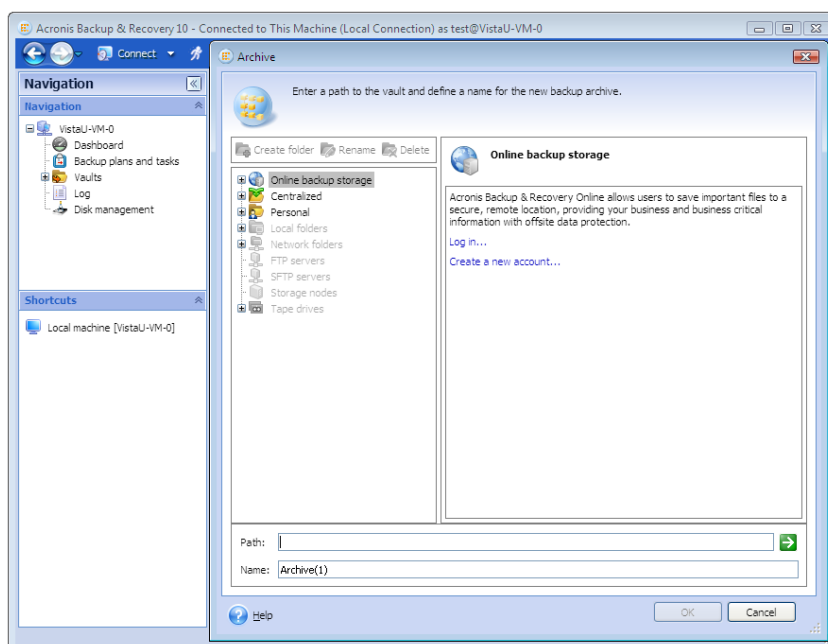 Acronis Backup & Recovery 10 - Connected to This Machine (Local Connection) as test@VistaU-VM-0
Connect
Navigation
Navigation
VistaU-VM-0
Dashboard
Backup plans and tasks
Vaults
Log
Disk management
Shortcuts
Local machine [VistaU-VM-0]
Archive
Enter a path to the vault and define a name for the new backup archive.
Create folder Rename Delete
Online backup storage
Centralized
Personal
Local folders
Network folders
FTP servers
SFTP servers
Storage nodes
Tape drives
Online backup storage
Acronis Backup & Recovery Online allows users to save important files to a
secure, remote location, providing your business and business critical
information with offsite data protection.
Log in...
Create a new account...
Path:
Name: Archive(1)
Help
OK Cancel